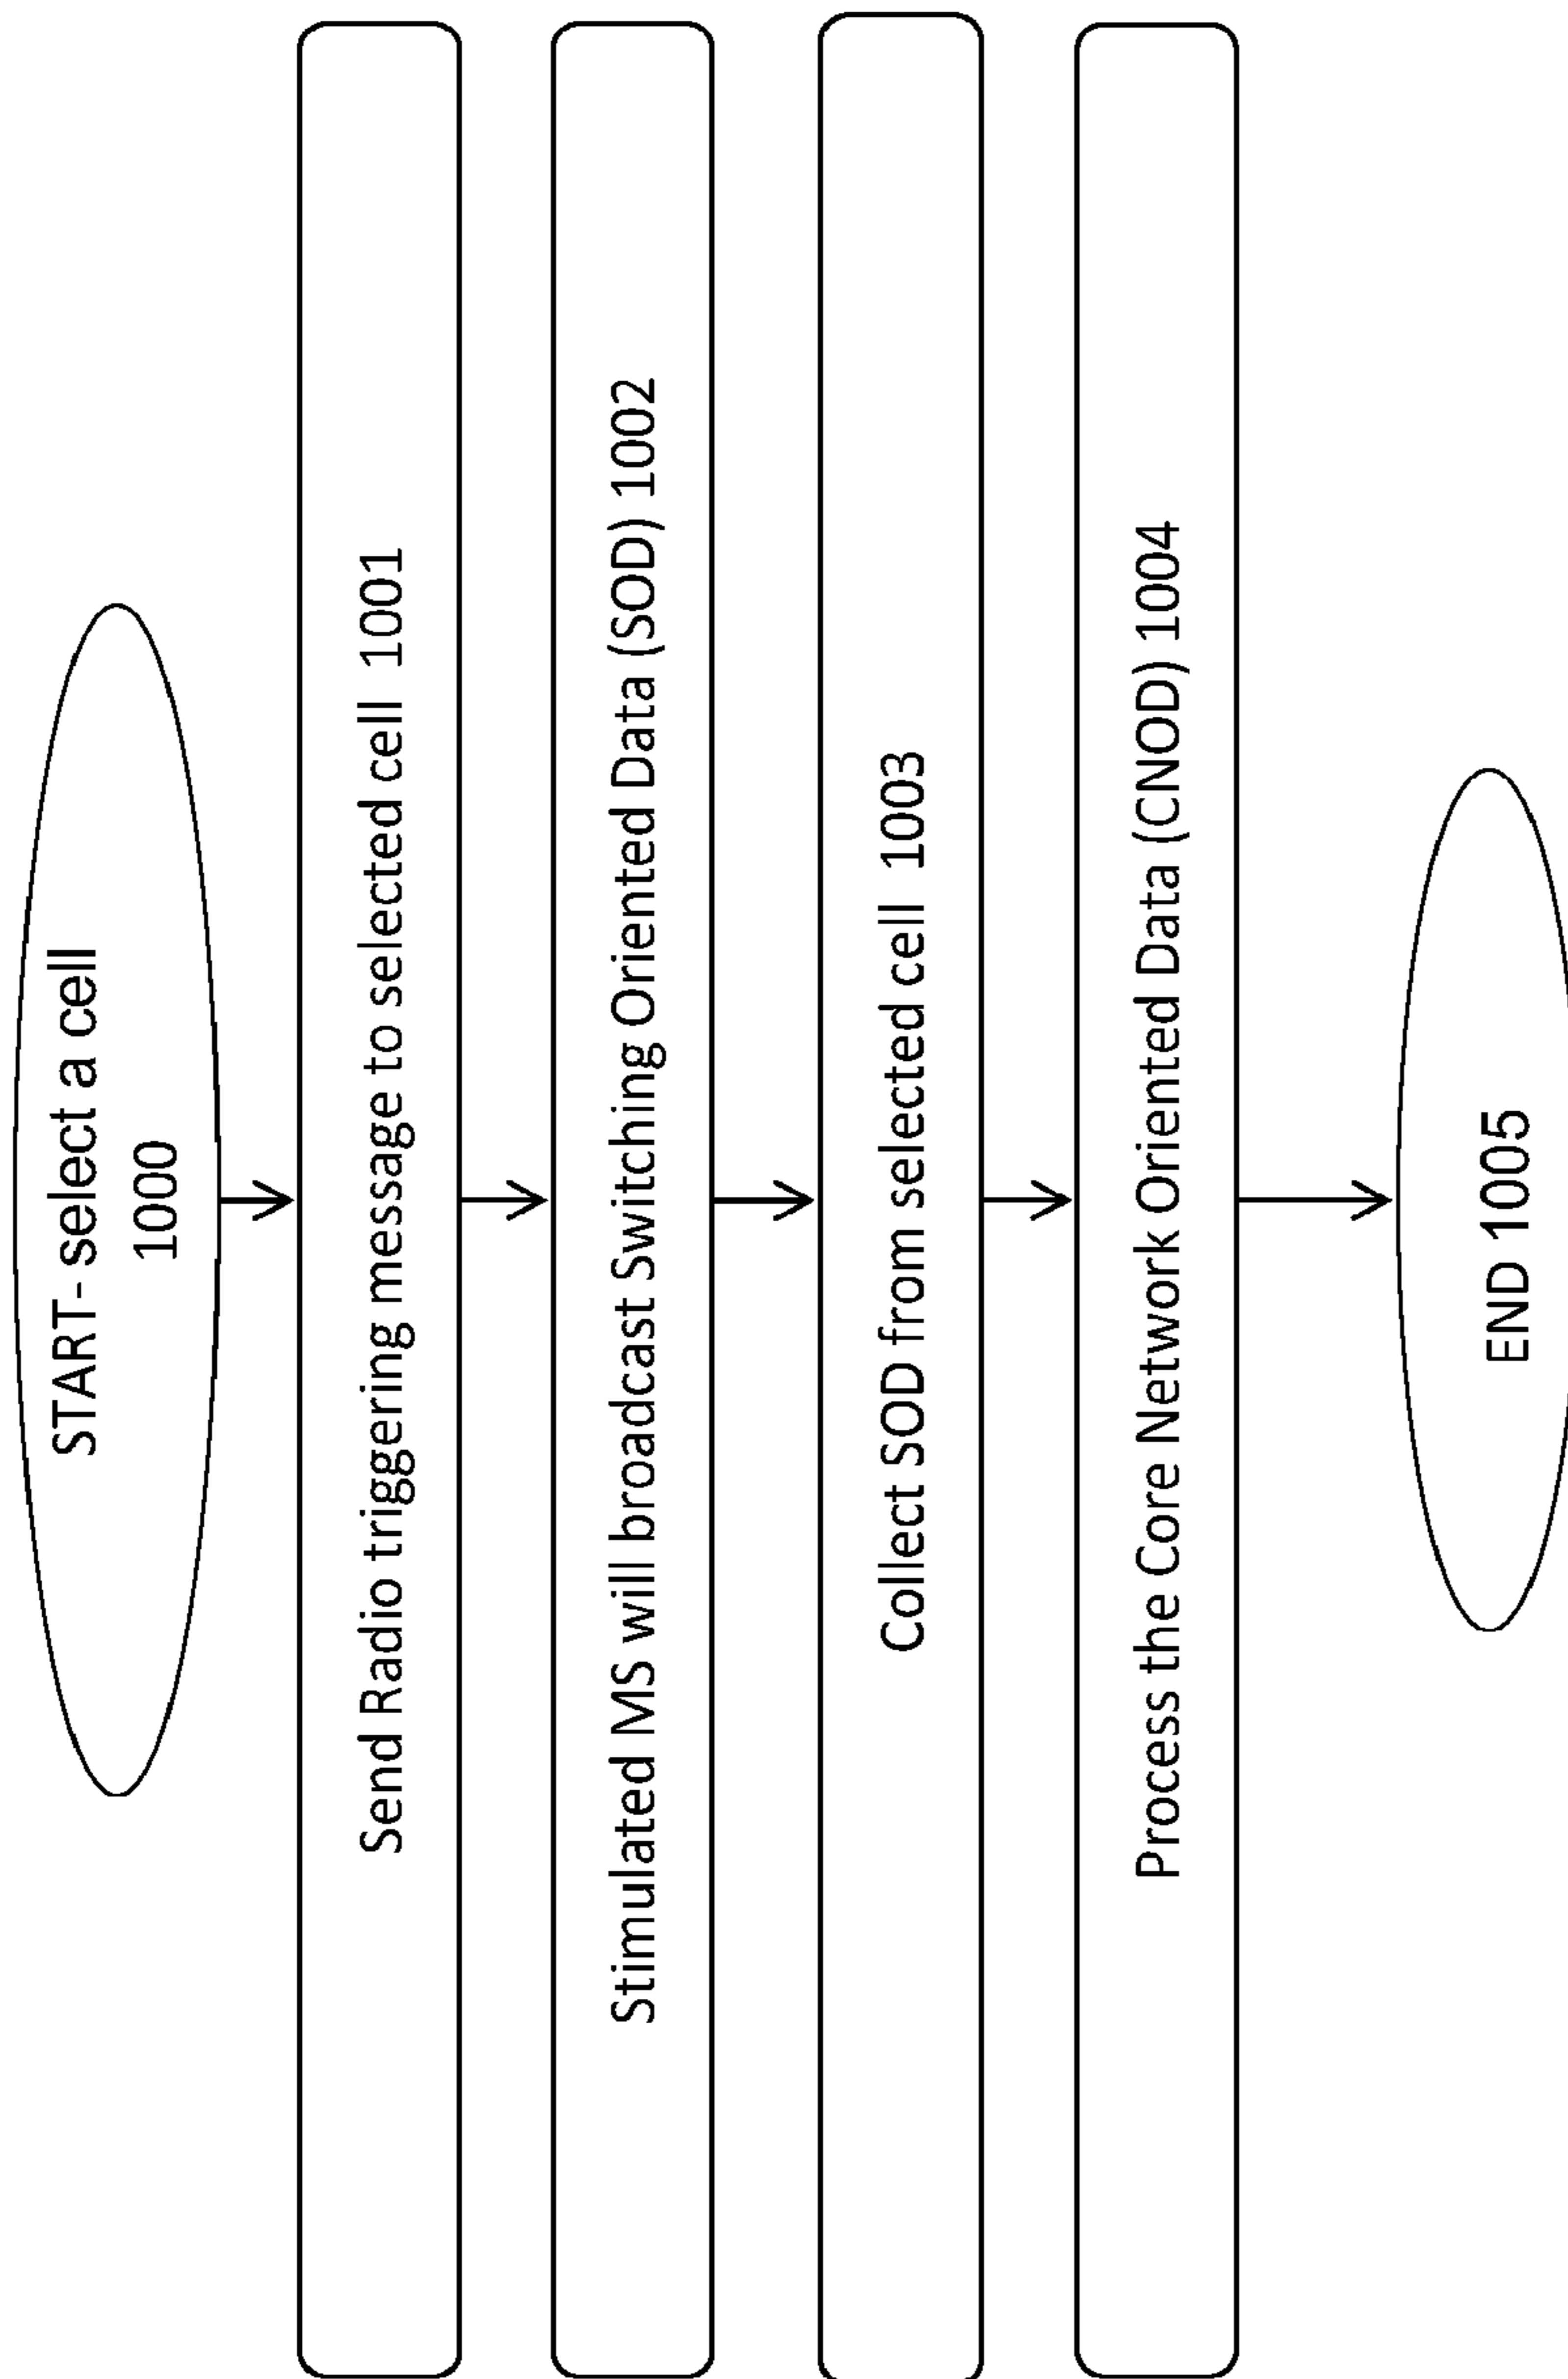 START- select a cell
1000
Send Radio triggering message to selected cell 1001
Stimulated MS will broadcast Switching Oriented Data (SOD) 1002
Collect SOD from selected cell 1003
Process the Core Network Oriented Data (CNOD) 1004
END 1005